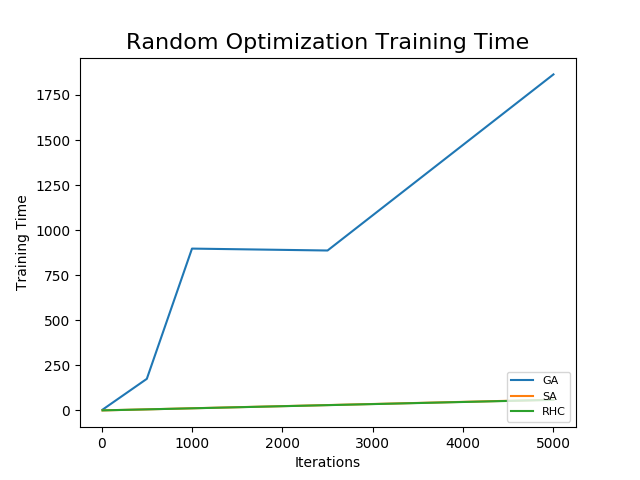 Random Optimization Training Time
Training Time
1750
1500
1250
1000
750
500
250
0
0 1000 2000 3000 4000 5000
Iterations
GA
SA
RHC